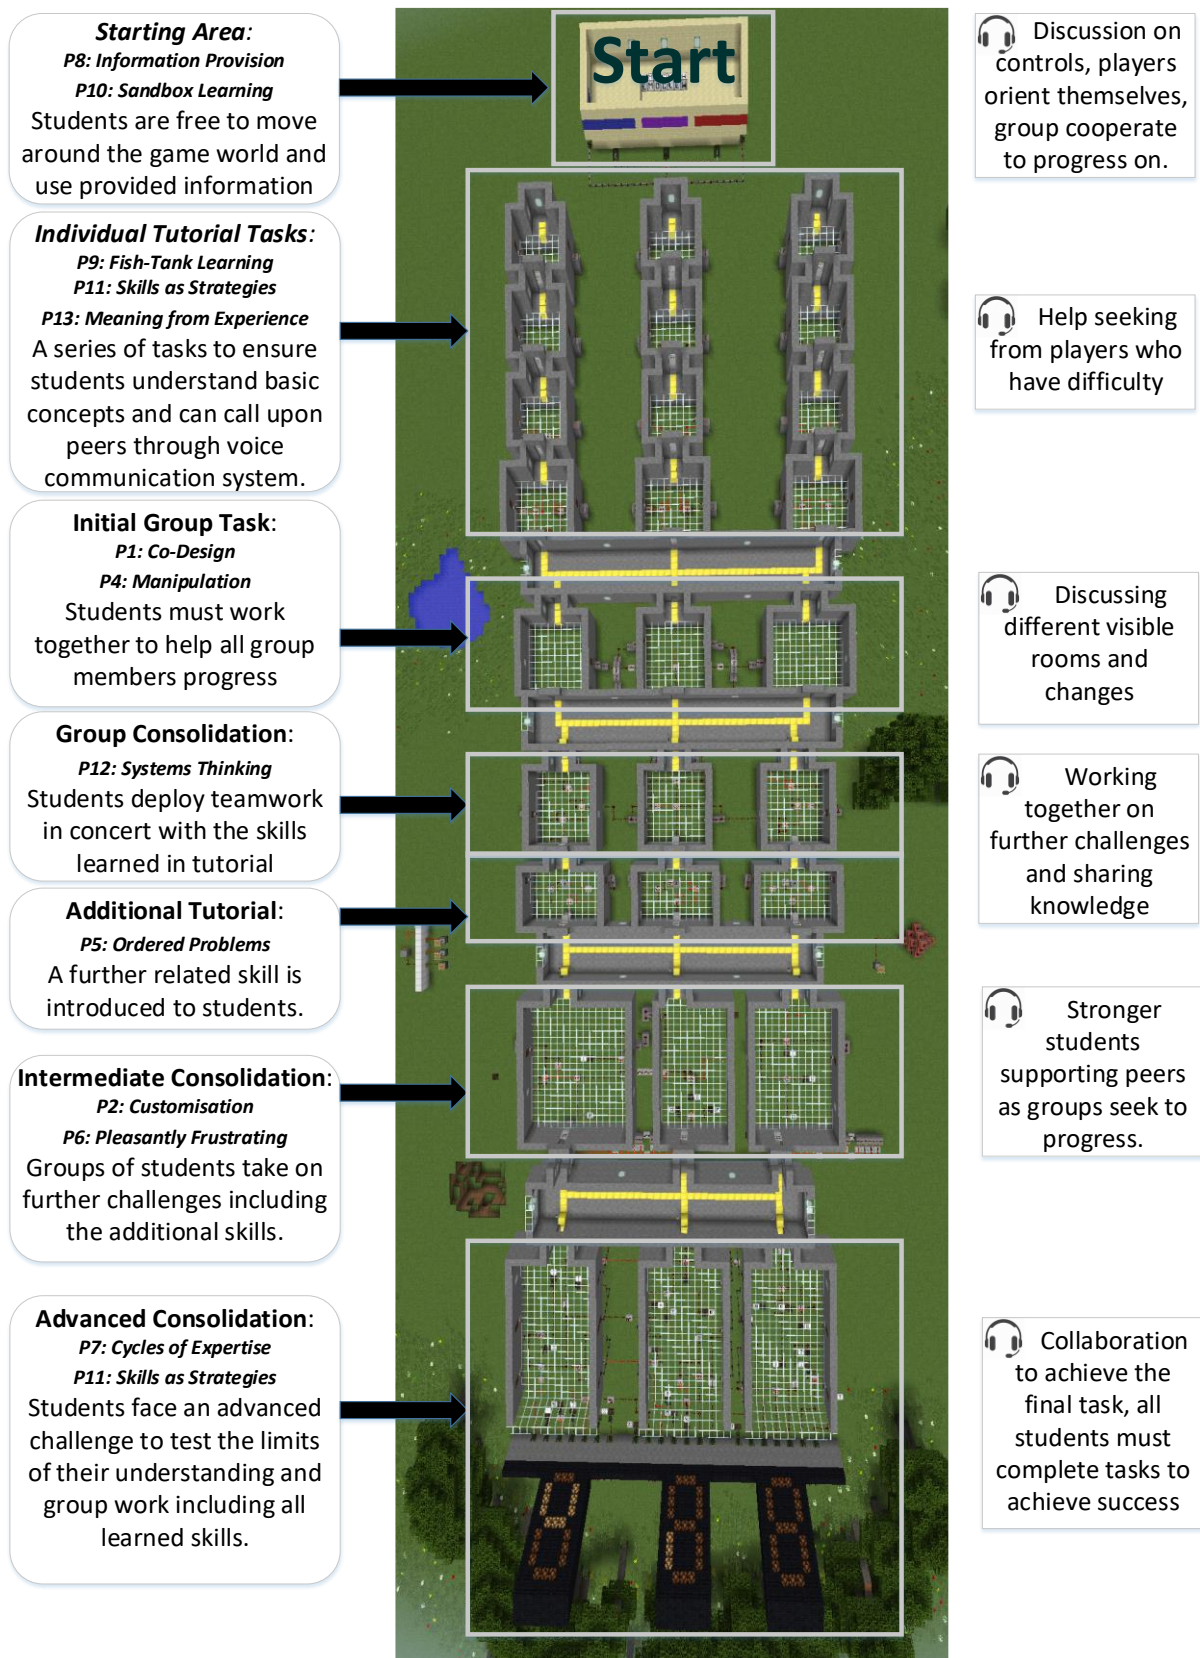 Starting Area:
P8: Information Provision
P10: Sandbox Learning
Students are free to move
around the game world and
use provided information
Individual Tutorial Tasks:
P9: Fish-Tank Learning
P11: Skills as Strategies
P13: Meaning from Experience
A series of tasks to ensure
students understand basic
concepts and can call upon
peers through voice
communication system.
Initial Group Task:
P1: Co-Design
P4: Manipulation
Students must work
together to help all group
members progress
Group Consolidation:
P12: Systems Thinking
Students deploy teamwork
in concert with the skills
learned in tutorial
Additional Tutorial:
P5: Ordered Problems
A further related skill is
introduced to students.
Intermediate Consolidation:
P2: Customisation
P6: Pleasantly Frustrating
Groups of students take on
further challenges including
the additional skills.
Advanced Consolidation:
P7: Cycles of Expertise
P11: Skills as Strategies
Students face an advanced
challenge to test the limits
of their understanding and
group work including all
learned skills.
Start
Discussion on
controls, players
orient themselves,
group cooperate
to progress on.
Help seeking
from players who
have difficulty
Discussing
different visible
rooms and
changes
Working
together on
further challenges
and sharing
knowledge
Stronger
students
supporting peers
as groups seek to
progress.
Collaboration
to achieve the
final task, all
students must
complete tasks to
achieve success